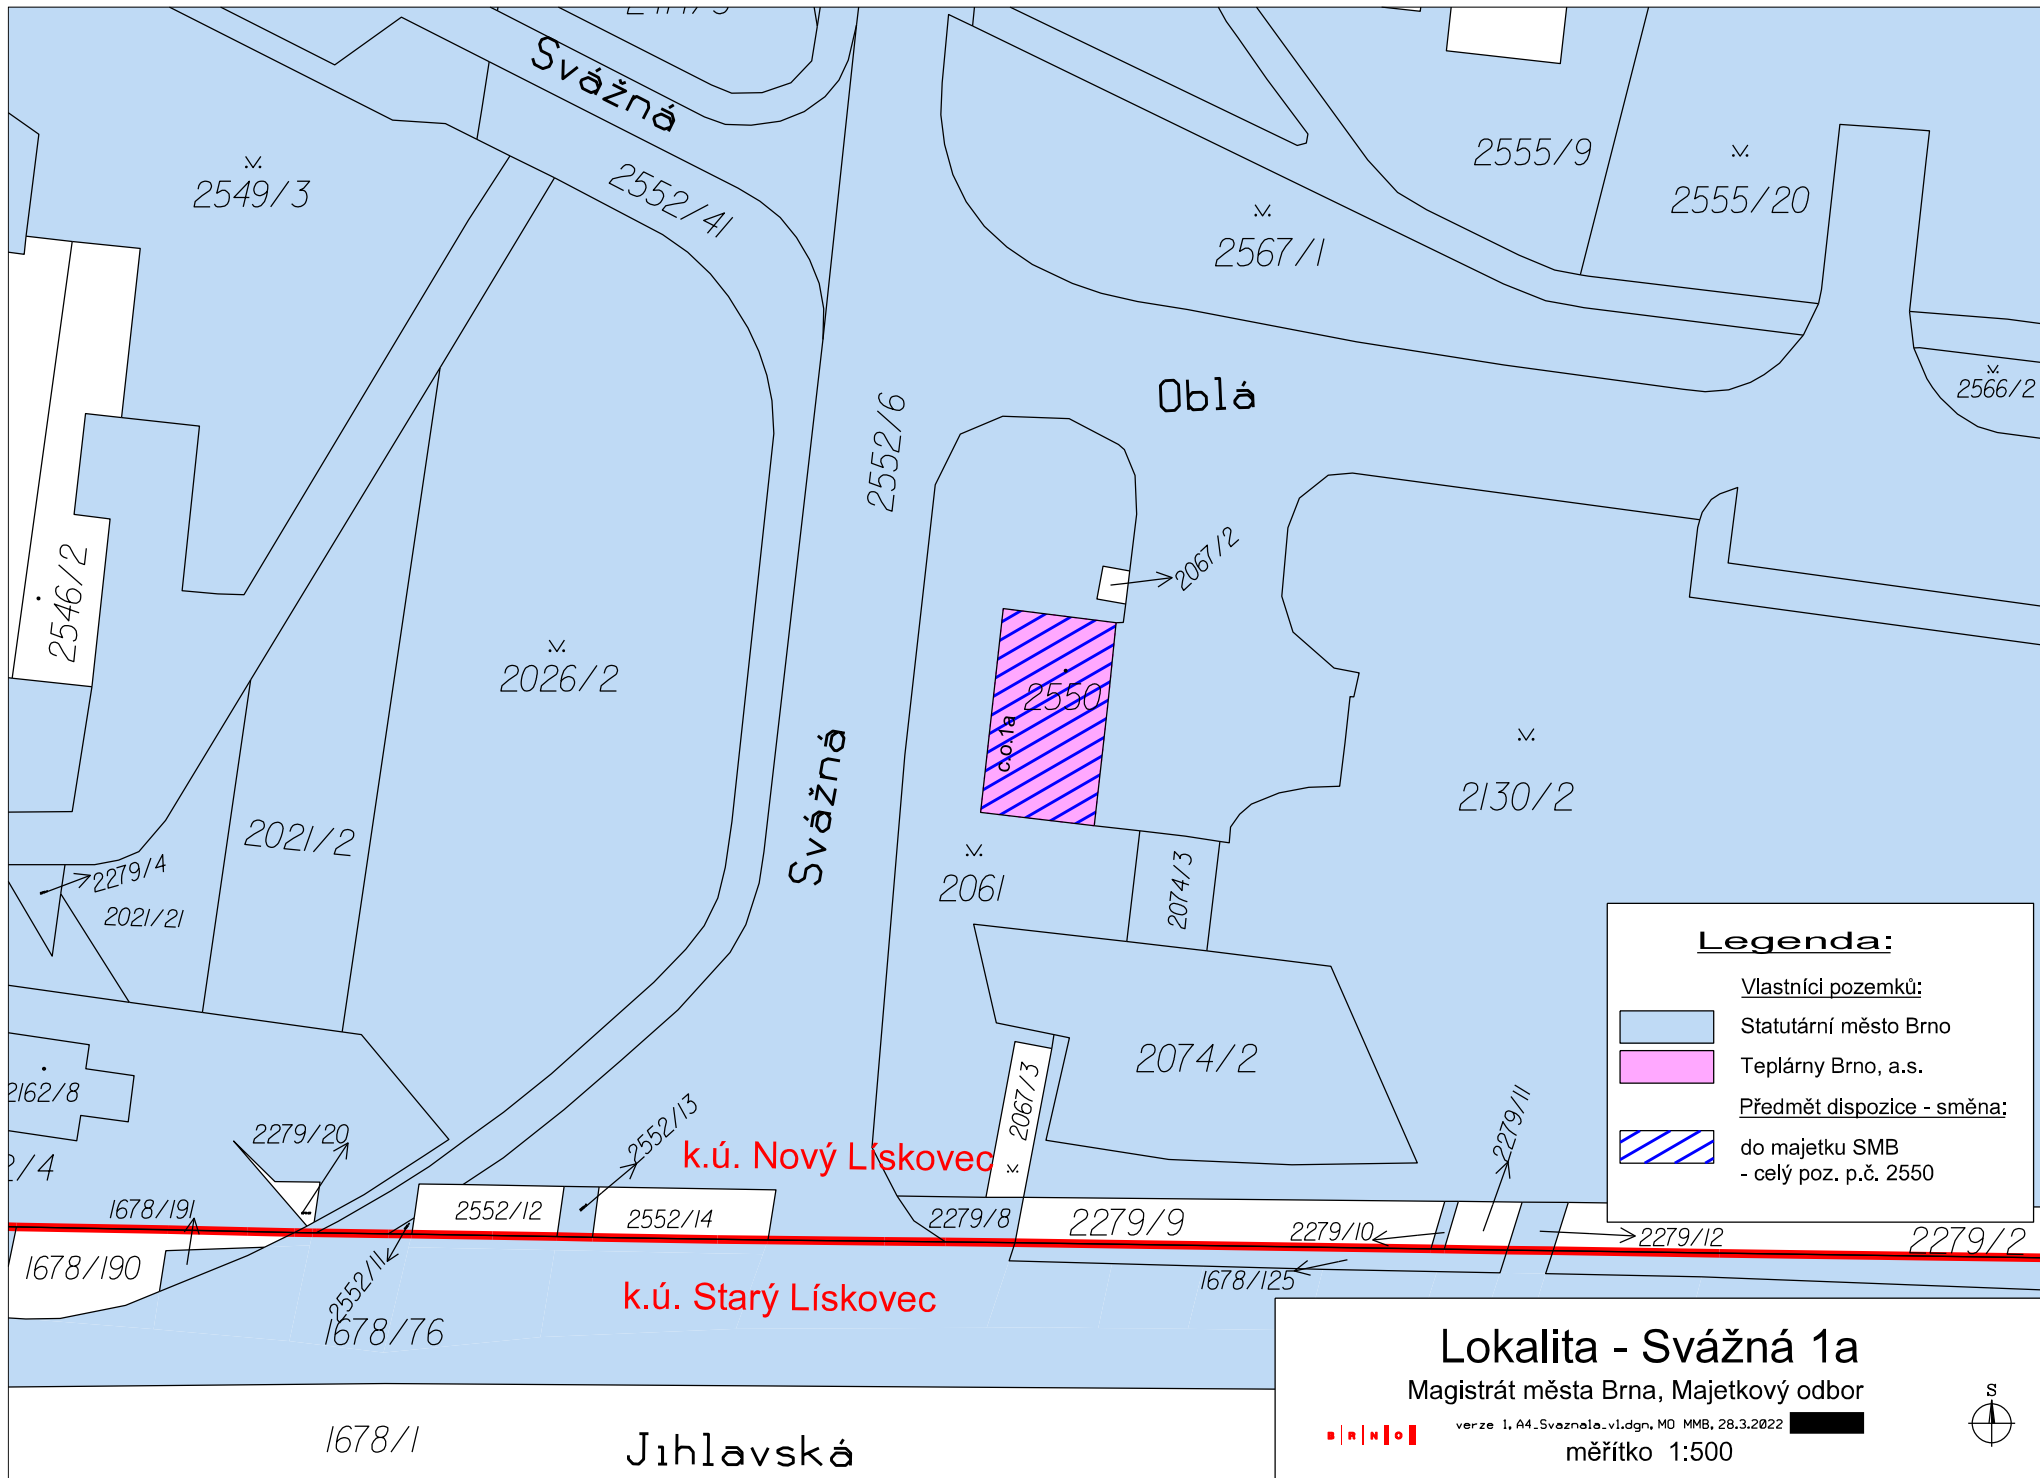 Svážná
2549/3
2552/41
2555/9
2555/20
2567/1
2566/2
Oblá
2552/6
2067/2
2546/2
2026/2
2550
č.o.1a
Svážná
2130/2
2021/2
2279/4
2021/21
2061
2074/3
2162/8
2074/2
2067/3
2279/11
2279/20
2552/13
k.ú. Nový Lískovec
2/4
1678/191
2552/12
2552/14
2279/8
2279/9
2279/10
2279/12
2279/2
1678/190
2552/11
1678/125
k.ú. Starý Lískovec
1678/76
1678/1
Jihlavská
Legenda:
Vlastníci pozemků:
Statutární město Brno
Teplárny Brno, a.s.
Předmět dispozice - směna:
do majetku SMB
- celý poz. p.č. 2550
Lokalita - Svážná 1a
Magistrát města Brna, Majetkový odbor
verze 1, A4_Svazna1a_v1.dgn, MO MMB, 28.3.2022
BRNO
měřítko 1:500
S